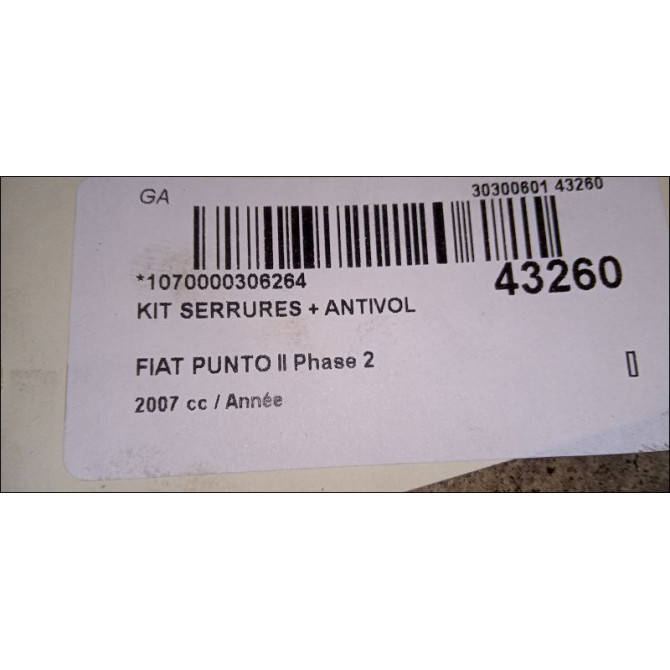 GA
30300601 43260
*1070000306264
43260
KIT SERRURES + ANTIVOL
FIAT PUNTO II Phase 2
2007 cc / Année